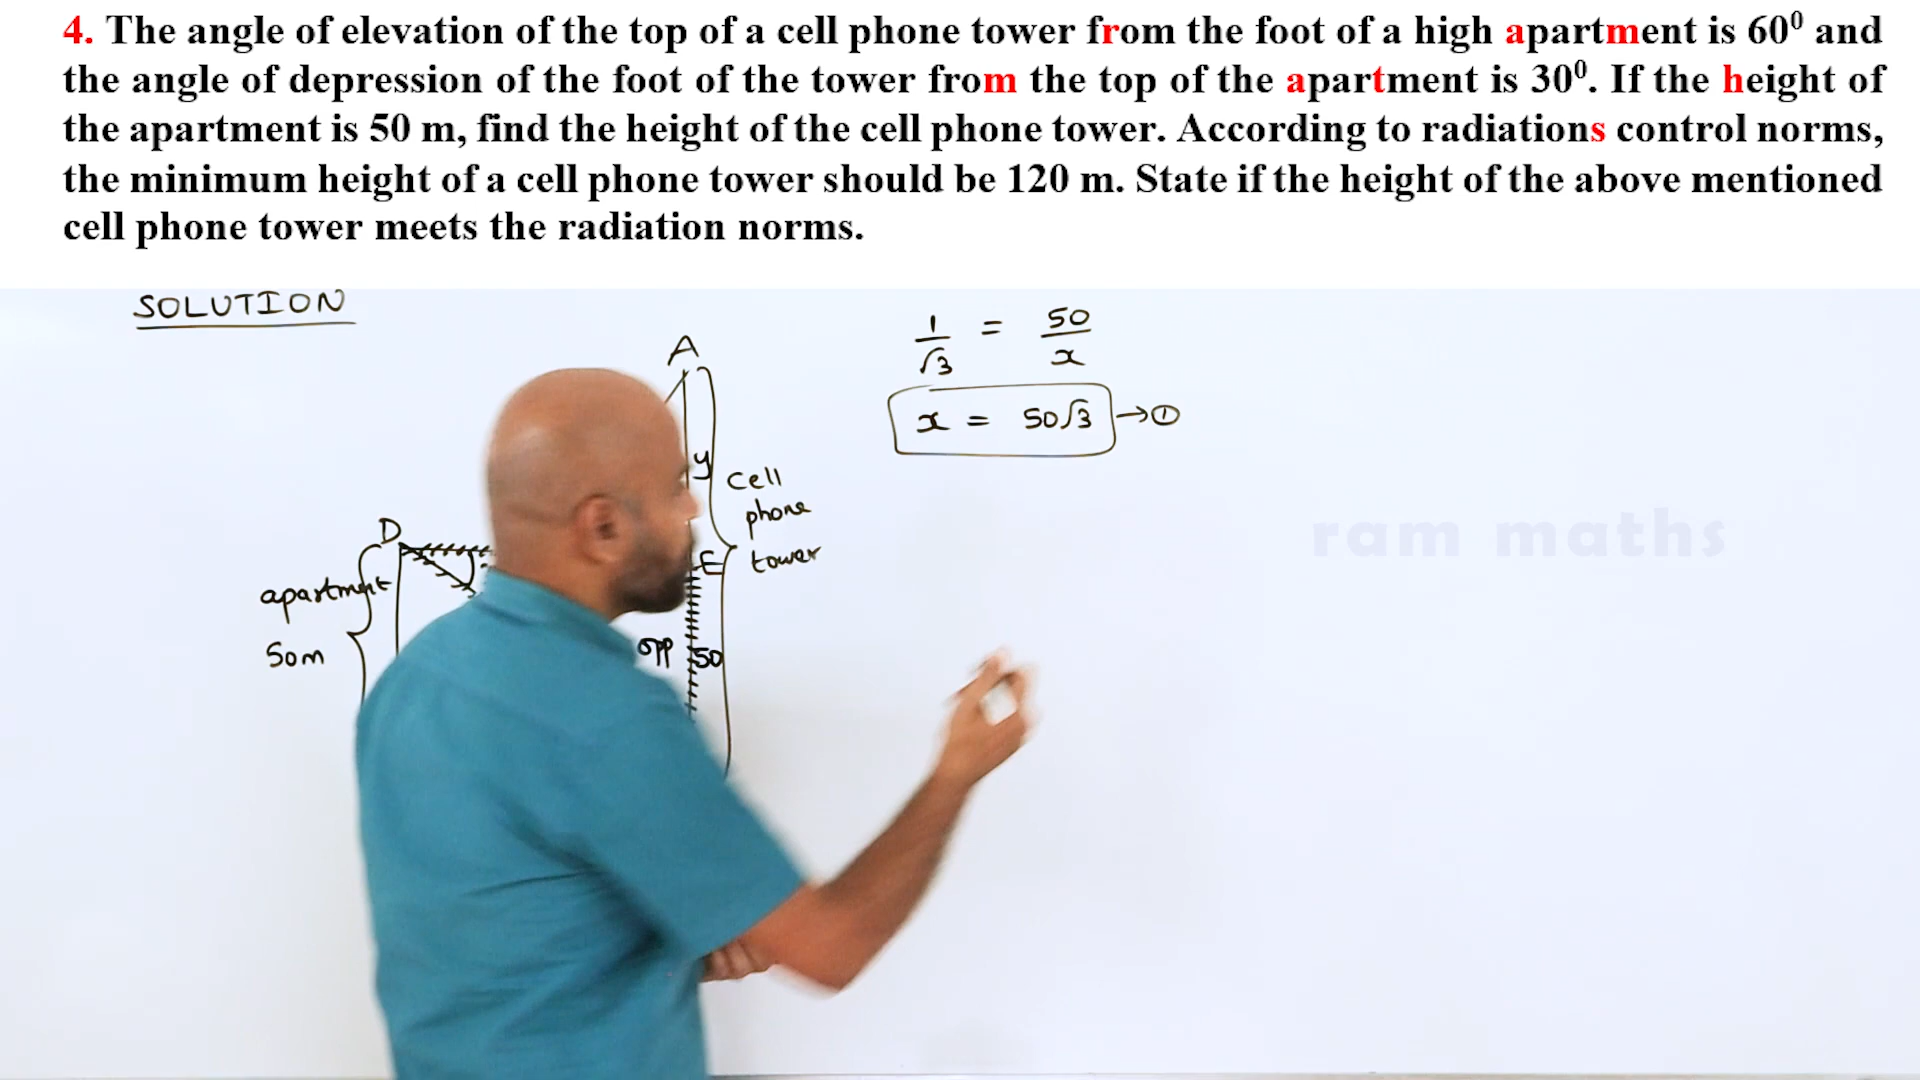 4. The angle of elevation of the top of a cell phone tower from the foot of a high apartment is 60⁰ and
the angle of depression of the foot of the tower from the top of the apartment is 30⁰. If the height of
the apartment is 50 m, find the height of the cell phone tower. According to radiations control norms,
the minimum height of a cell phone tower should be 120 m. State if the height of the above mentioned
cell phone tower meets the radiation norms.
SOLUTION
A
y
Cell
phone
tower
D
E
apartment
50m
opp
50
1/√3 = 50/x
x = 50√3 →①
ram maths